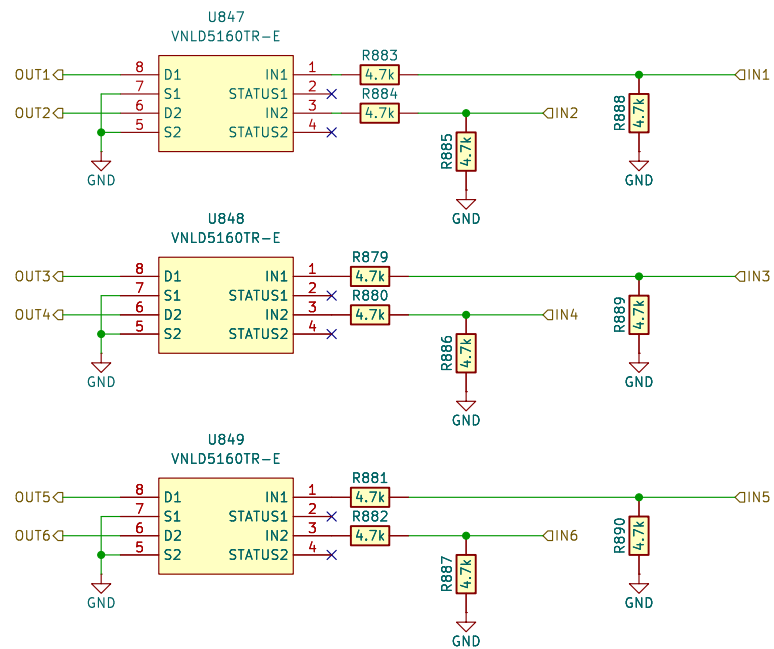 U847
VNLD5160TR-E
R883
OUT1 8 D1 IN1 1 4.7k IN1
7 S1 STATUS1 2 R884
OUT2 6 D2 IN2 3 4.7k IN2 R888 4.7k
5 S2 STATUS2 4 R885 4.7k
GND GND
GND
U848
VNLD5160TR-E
R879
OUT3 8 D1 IN1 1 4.7k IN3
7 S1 STATUS1 2 R880
OUT4 6 D2 IN2 3 4.7k IN4 R889 4.7k
5 S2 STATUS2 4 R886 4.7k
GND GND
GND
U849
VNLD5160TR-E
R881
OUT5 8 D1 IN1 1 4.7k IN5
7 S1 STATUS1 2 R882
OUT6 6 D2 IN2 3 4.7k IN6 R890 4.7k
5 S2 STATUS2 4 R887 4.7k
GND GND
GND